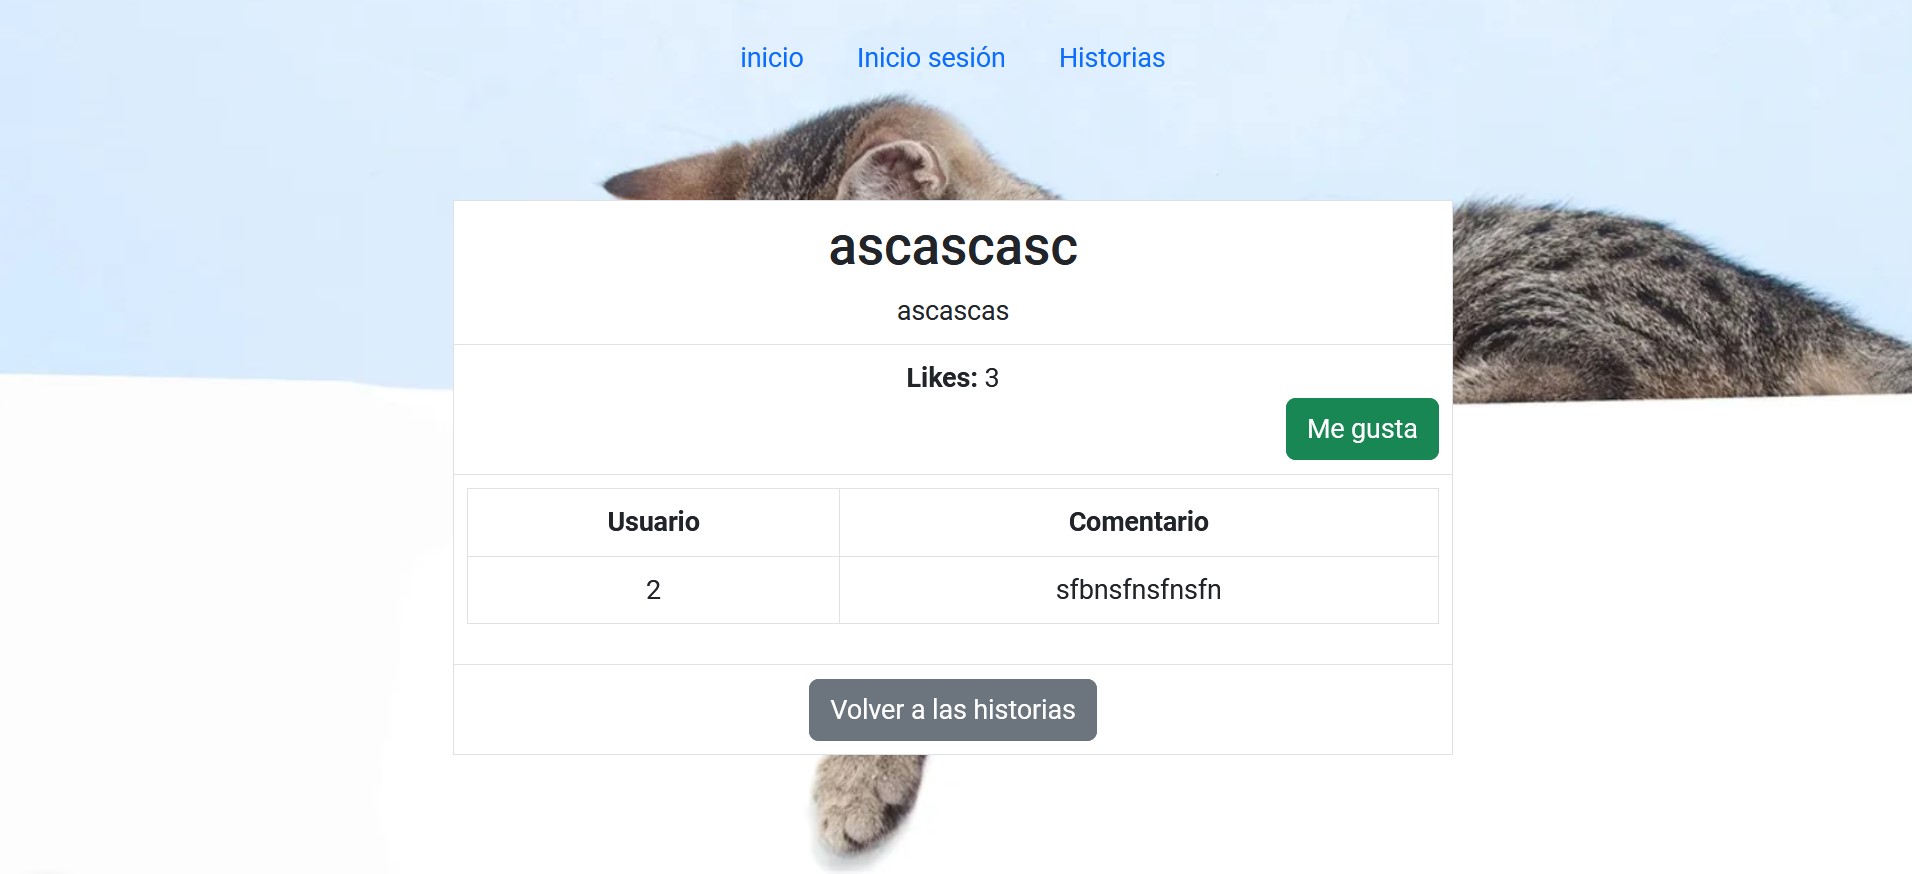 inicio Inicio sesión Historias
ascascasc
ascascas
Likes: 3
Me gusta
Usuario Comentario
2 sfbnsfnsfnsfn
Volver a las historias